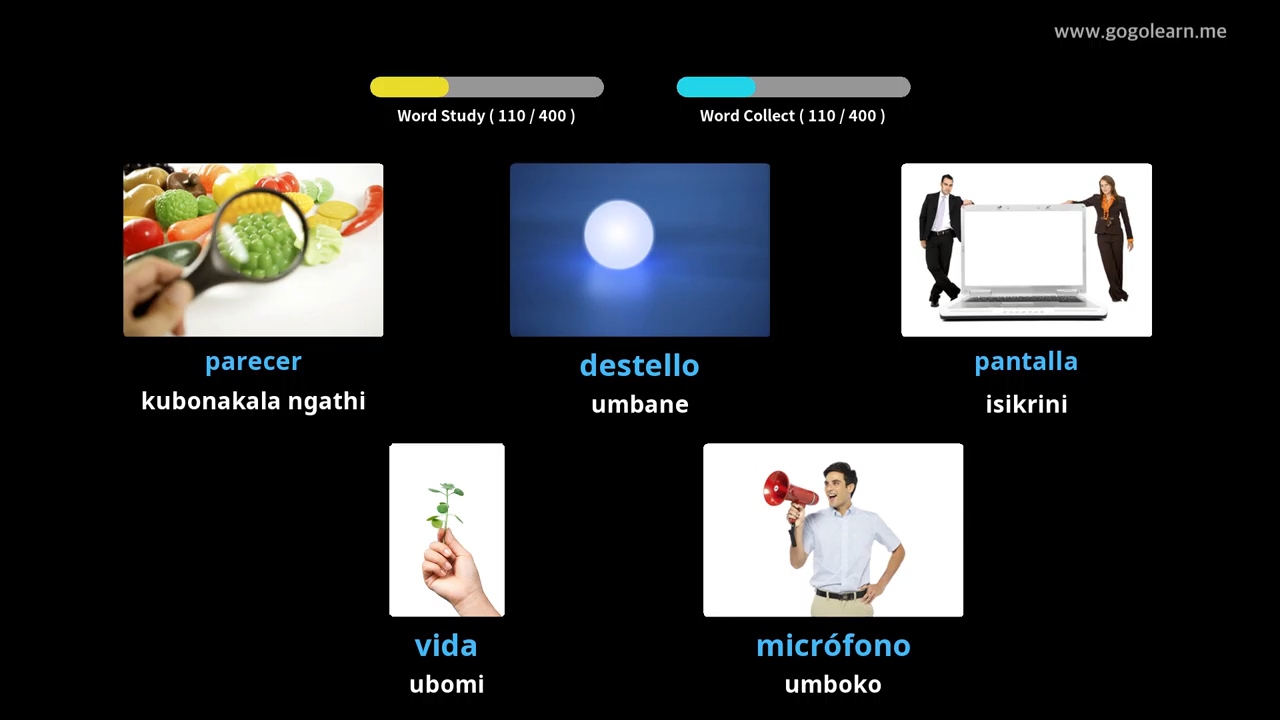 www.gogolearn.me
Word Study ( 110 / 400 )
Word Collect ( 110 / 400 )
parecer
kubonakala ngathi
destello
umbane
pantalla
isikrini
vida
ubomi
micrófono
umboko